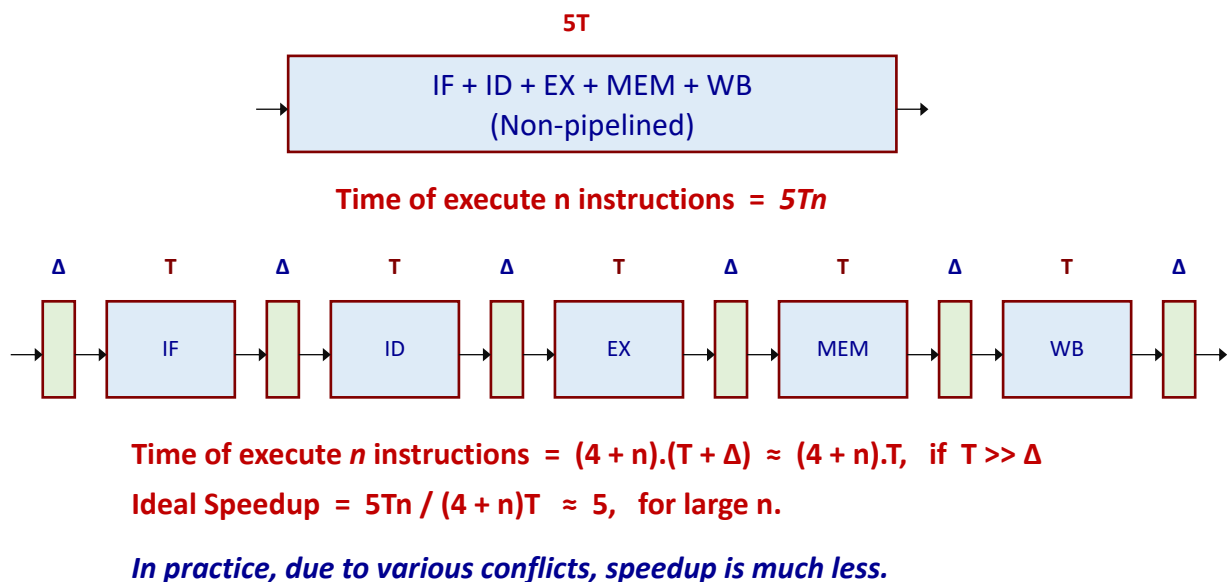 5T
IF + ID + EX + MEM + WB
(Non-pipelined)
Time of execute n instructions = 5Tn
Δ T Δ T Δ T Δ T Δ T Δ
IF ID EX MEM WB
Time of execute n instructions = (4 + n).(T + Δ) ≈ (4 + n).T, if T >> Δ
Ideal Speedup = 5Tn / (4 + n)T ≈ 5, for large n.
In practice, due to various conflicts, speedup is much less.